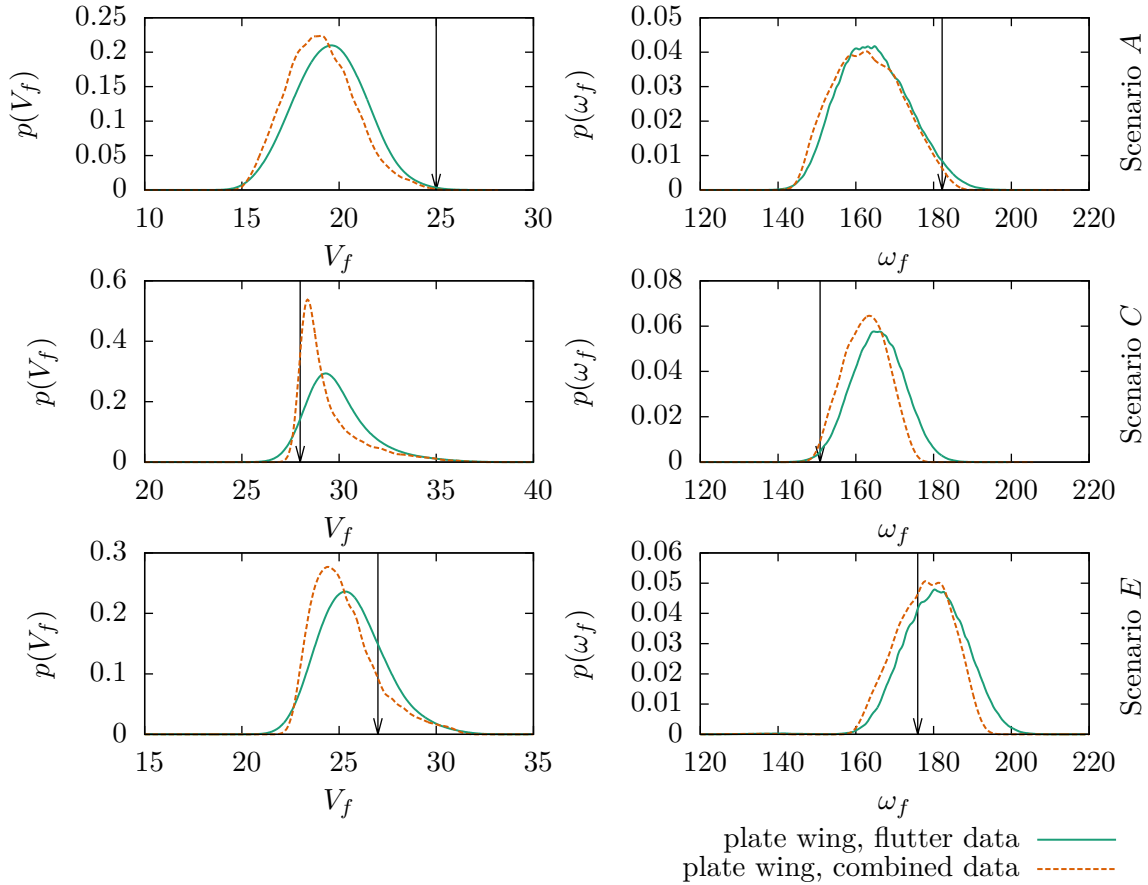 0.25
0.2
0.15
0.1
0.05
0
p(V_f)
10 15 20 25 30
V_f
0.05
0.04
0.03
0.02
0.01
0
p(ω_f)
120 140 160 180 200 220
ω_f
Scenario A
0.6
0.4
0.2
0
p(V_f)
20 25 30 35 40
V_f
0.08
0.06
0.04
0.02
0
p(ω_f)
120 140 160 180 200 220
ω_f
Scenario C
0.3
0.2
0.1
0
p(V_f)
15 20 25 30 35
V_f
0.06
0.05
0.04
0.03
0.02
0.01
0
p(ω_f)
120 140 160 180 200 220
ω_f
Scenario E
plate wing, flutter data
plate wing, combined data